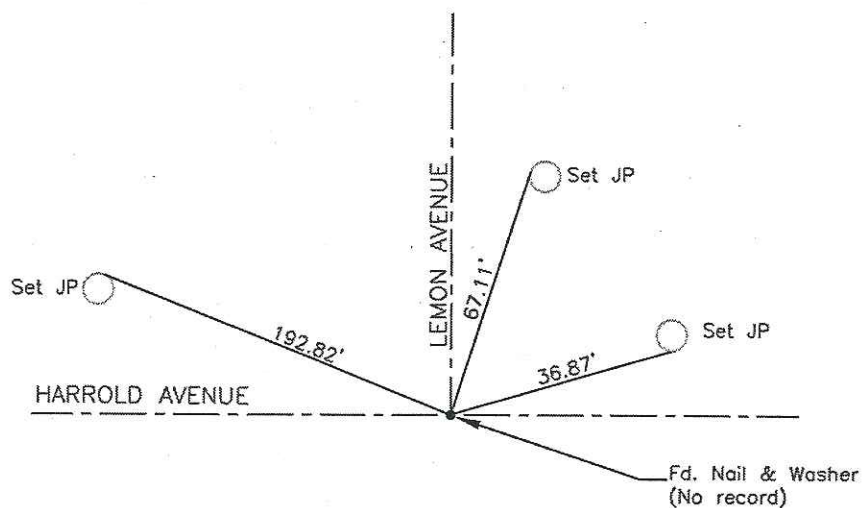 LEMON AVENUE
Set JP
67.11'
Set JP
192.82'
Set JP
36.87'
HARROLD AVENUE
Fd. Nail & Washer
(No record)